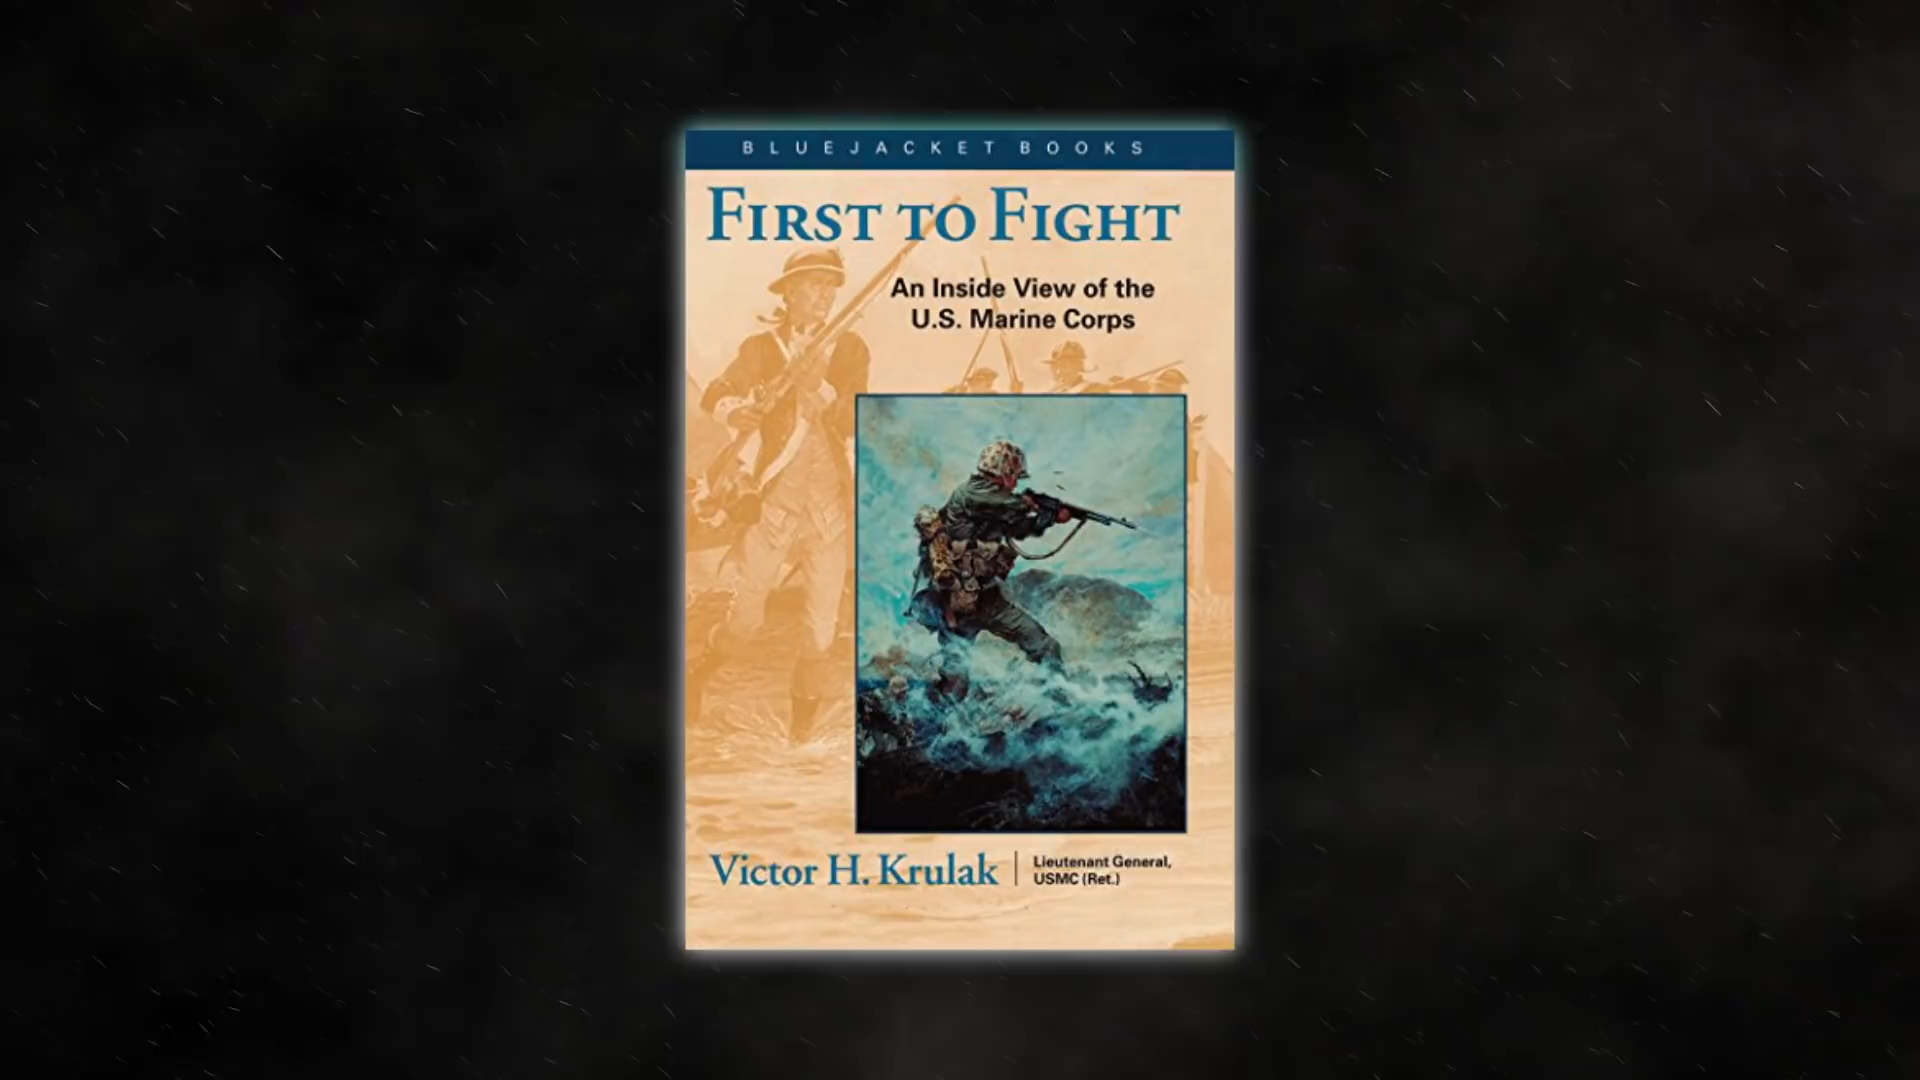 BLUEJACKET BOOKS
FIRST TO FIGHT
An Inside View of the
U.S. Marine Corps
Victor H. Krulak
Lieutenant General,
USMC (Ret.)